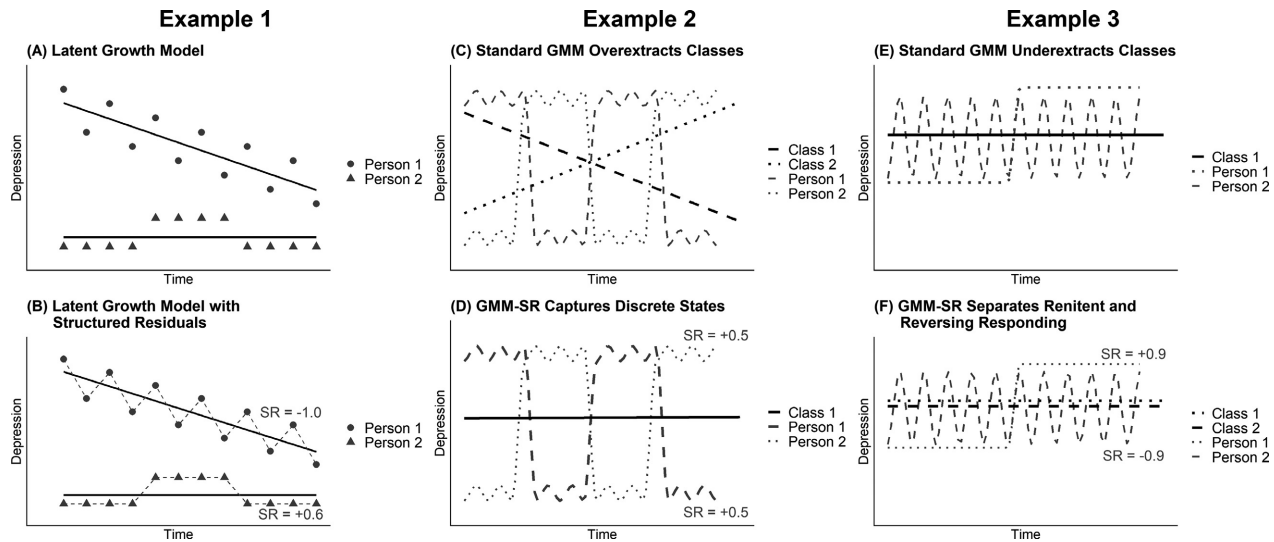 Example 1
Example 2
Example 3
(A) Latent Growth Model
Depression
Time
Person 1
Person 2
(C) Standard GMM Overextracts Classes
Depression
Time
Class 1
Class 2
Person 1
Person 2
(E) Standard GMM Underextracts Classes
Depression
Time
Class 1
Person 1
Person 2
(B) Latent Growth Model with
Structured Residuals
Depression
SR = -1.0
SR = +0.6
Time
Person 1
Person 2
(D) GMM-SR Captures Discrete States
Depression
SR = +0.5
SR = +0.5
Time
Class 1
Person 1
Person 2
(F) GMM-SR Separates Renitent and
Reversing Responding
Depression
SR = +0.9
SR = -0.9
Time
Class 1
Class 2
Person 1
Person 2